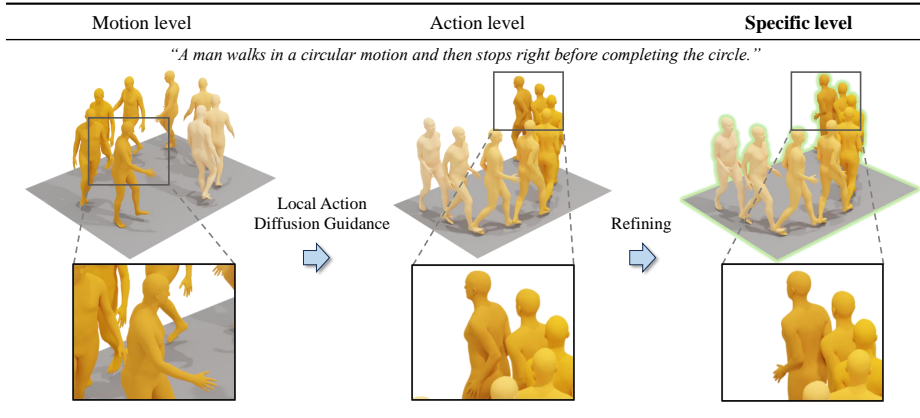 Motion level Action level Specific level
“A man walks in a circular motion and then stops right before completing the circle.”
Local Action
Diffusion Guidance
Refining